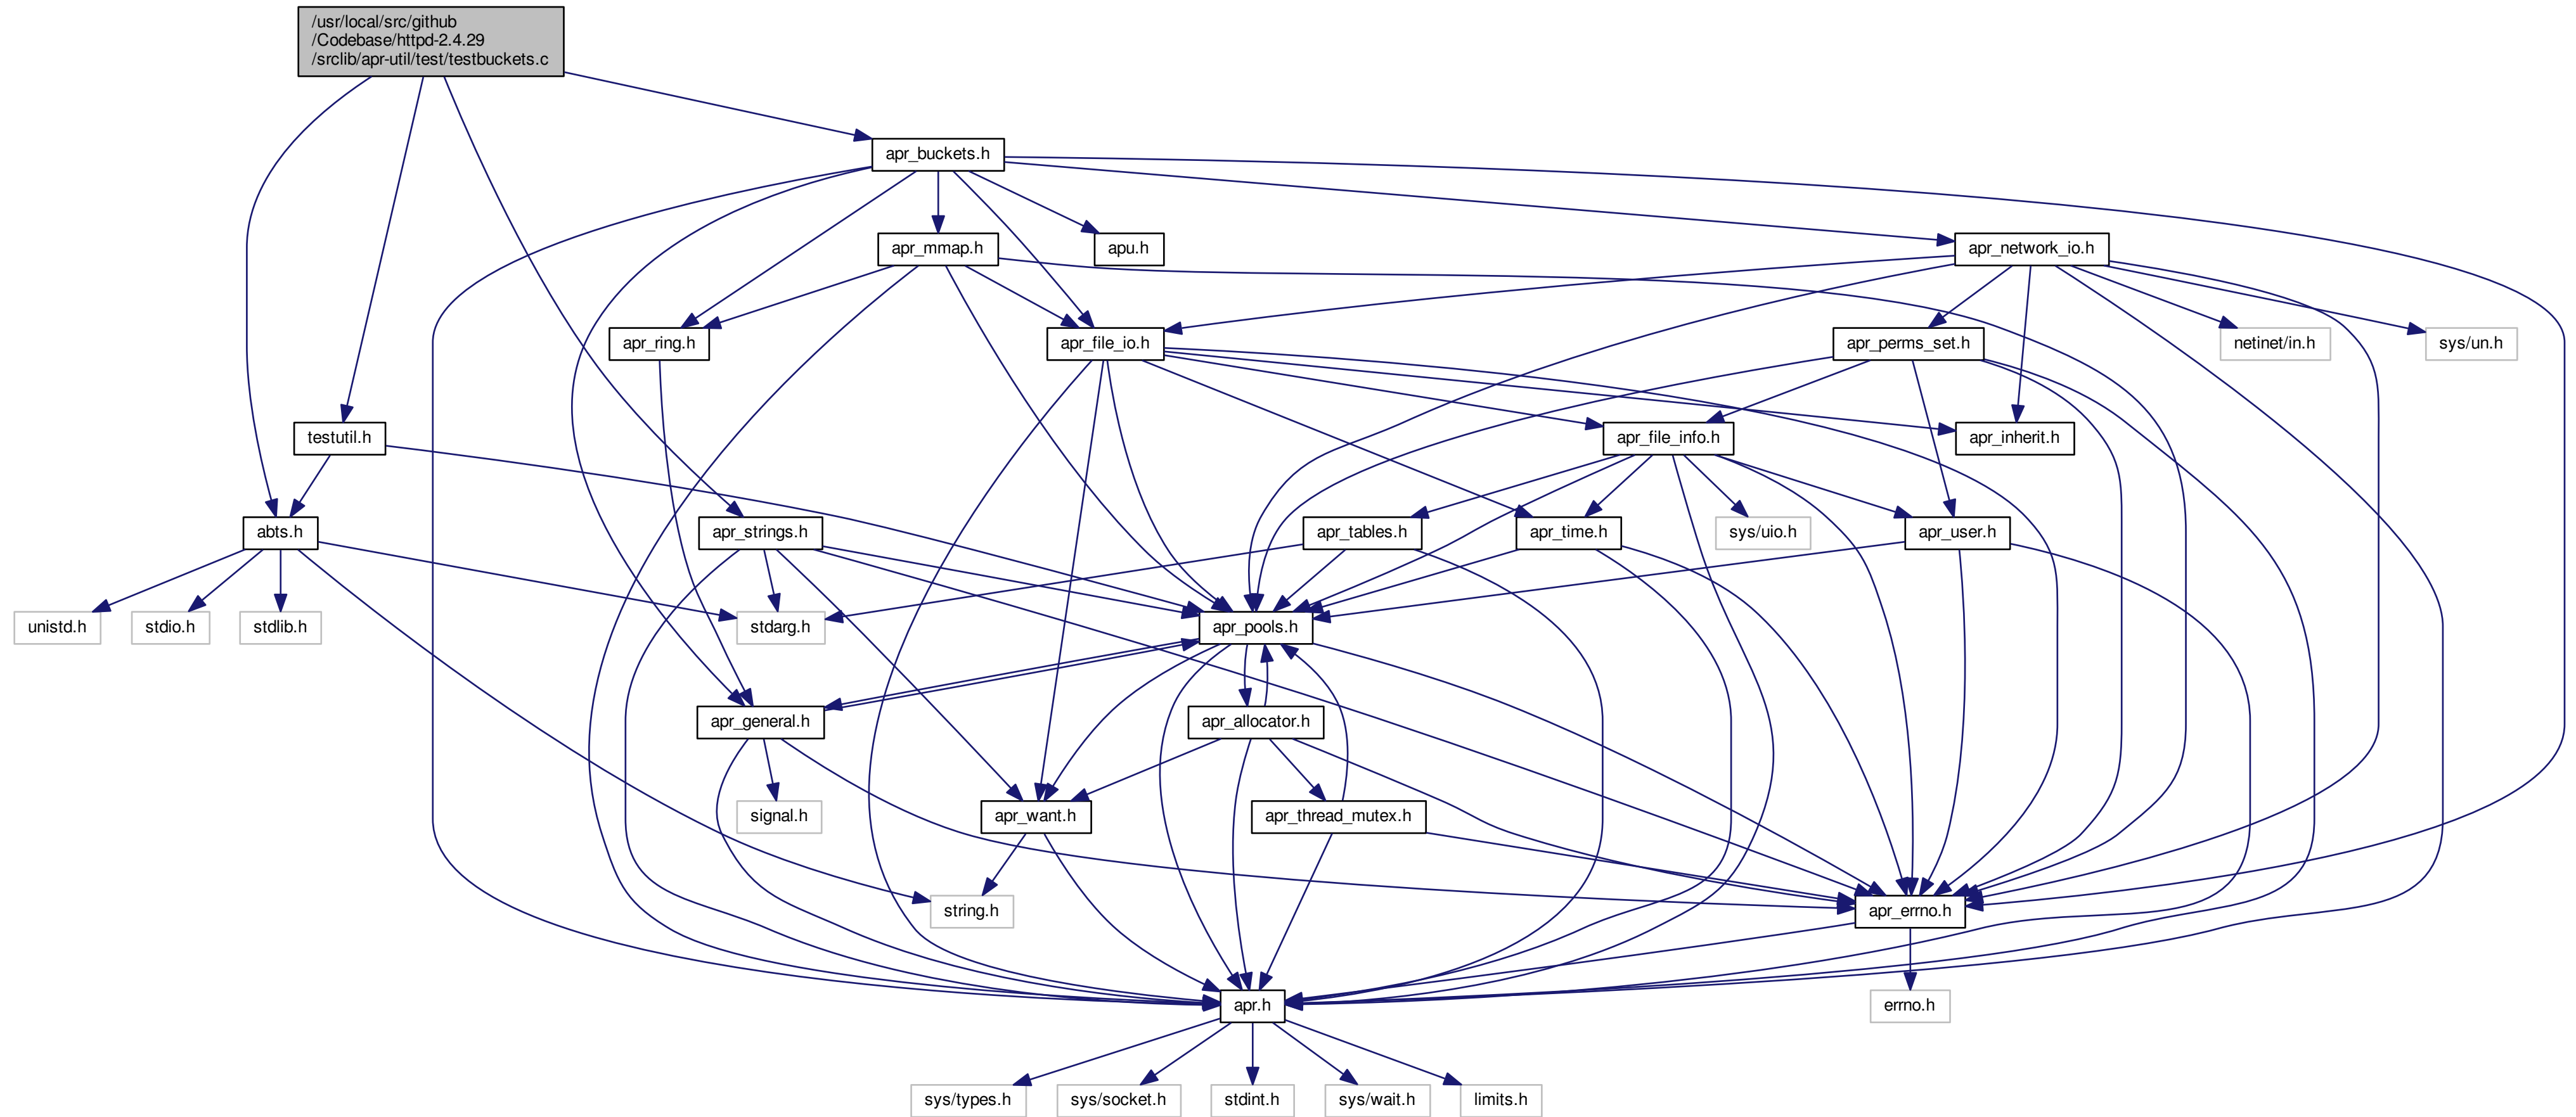 /usr/local/src/github
/Codebase/httpd-2.4.29
/srclib/apr-util/test/testbuckets.c
apr_buckets.h
apr_mmap.h
apu.h
apr_network_io.h
apr_ring.h
apr_file_io.h
apr_perms_set.h
netinet/in.h
sys/un.h
testutil.h
apr_file_info.h
apr_inherit.h
abts.h
apr_strings.h
apr_tables.h
apr_time.h
sys/uio.h
apr_user.h
unistd.h
stdio.h
stdlib.h
stdarg.h
apr_pools.h
apr_general.h
apr_allocator.h
signal.h
apr_want.h
apr_thread_mutex.h
string.h
apr_errno.h
apr.h
errno.h
sys/types.h
sys/socket.h
stdint.h
sys/wait.h
limits.h